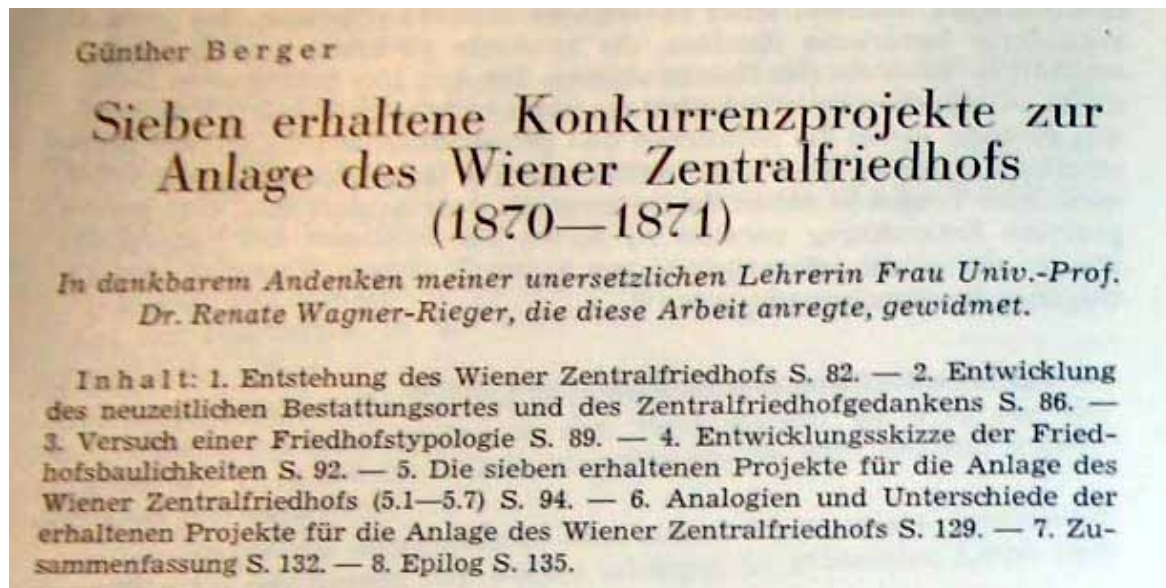 Günther Berger
Sieben erhaltene Konkurrenzprojekte zur
Anlage des Wiener Zentralfriedhofs
(1870—1871)
In dankbarem Andenken meiner unersetzlichen Lehrerin Frau Univ.-Prof.
Dr. Renate Wagner-Rieger, die diese Arbeit anregte, gewidmet.
Inhalt: 1. Entstehung des Wiener Zentralfriedhofs S. 82. — 2. Entwicklung
des neuzeitlichen Bestattungsortes und des Zentralfriedhofgedankens S. 86. —
3. Versuch einer Friedhofstypologie S. 89. — 4. Entwicklungsskizze der Fried-
hofsbaulichkeiten S. 92. — 5. Die sieben erhaltenen Projekte für die Anlage des
Wiener Zentralfriedhofs (5.1—5.7) S. 94. — 6. Analogien und Unterschiede der
erhaltenen Projekte für die Anlage des Wiener Zentralfriedhofs S. 129. — 7. Zu-
sammenfassung S. 132. — 8. Epilog S. 135.